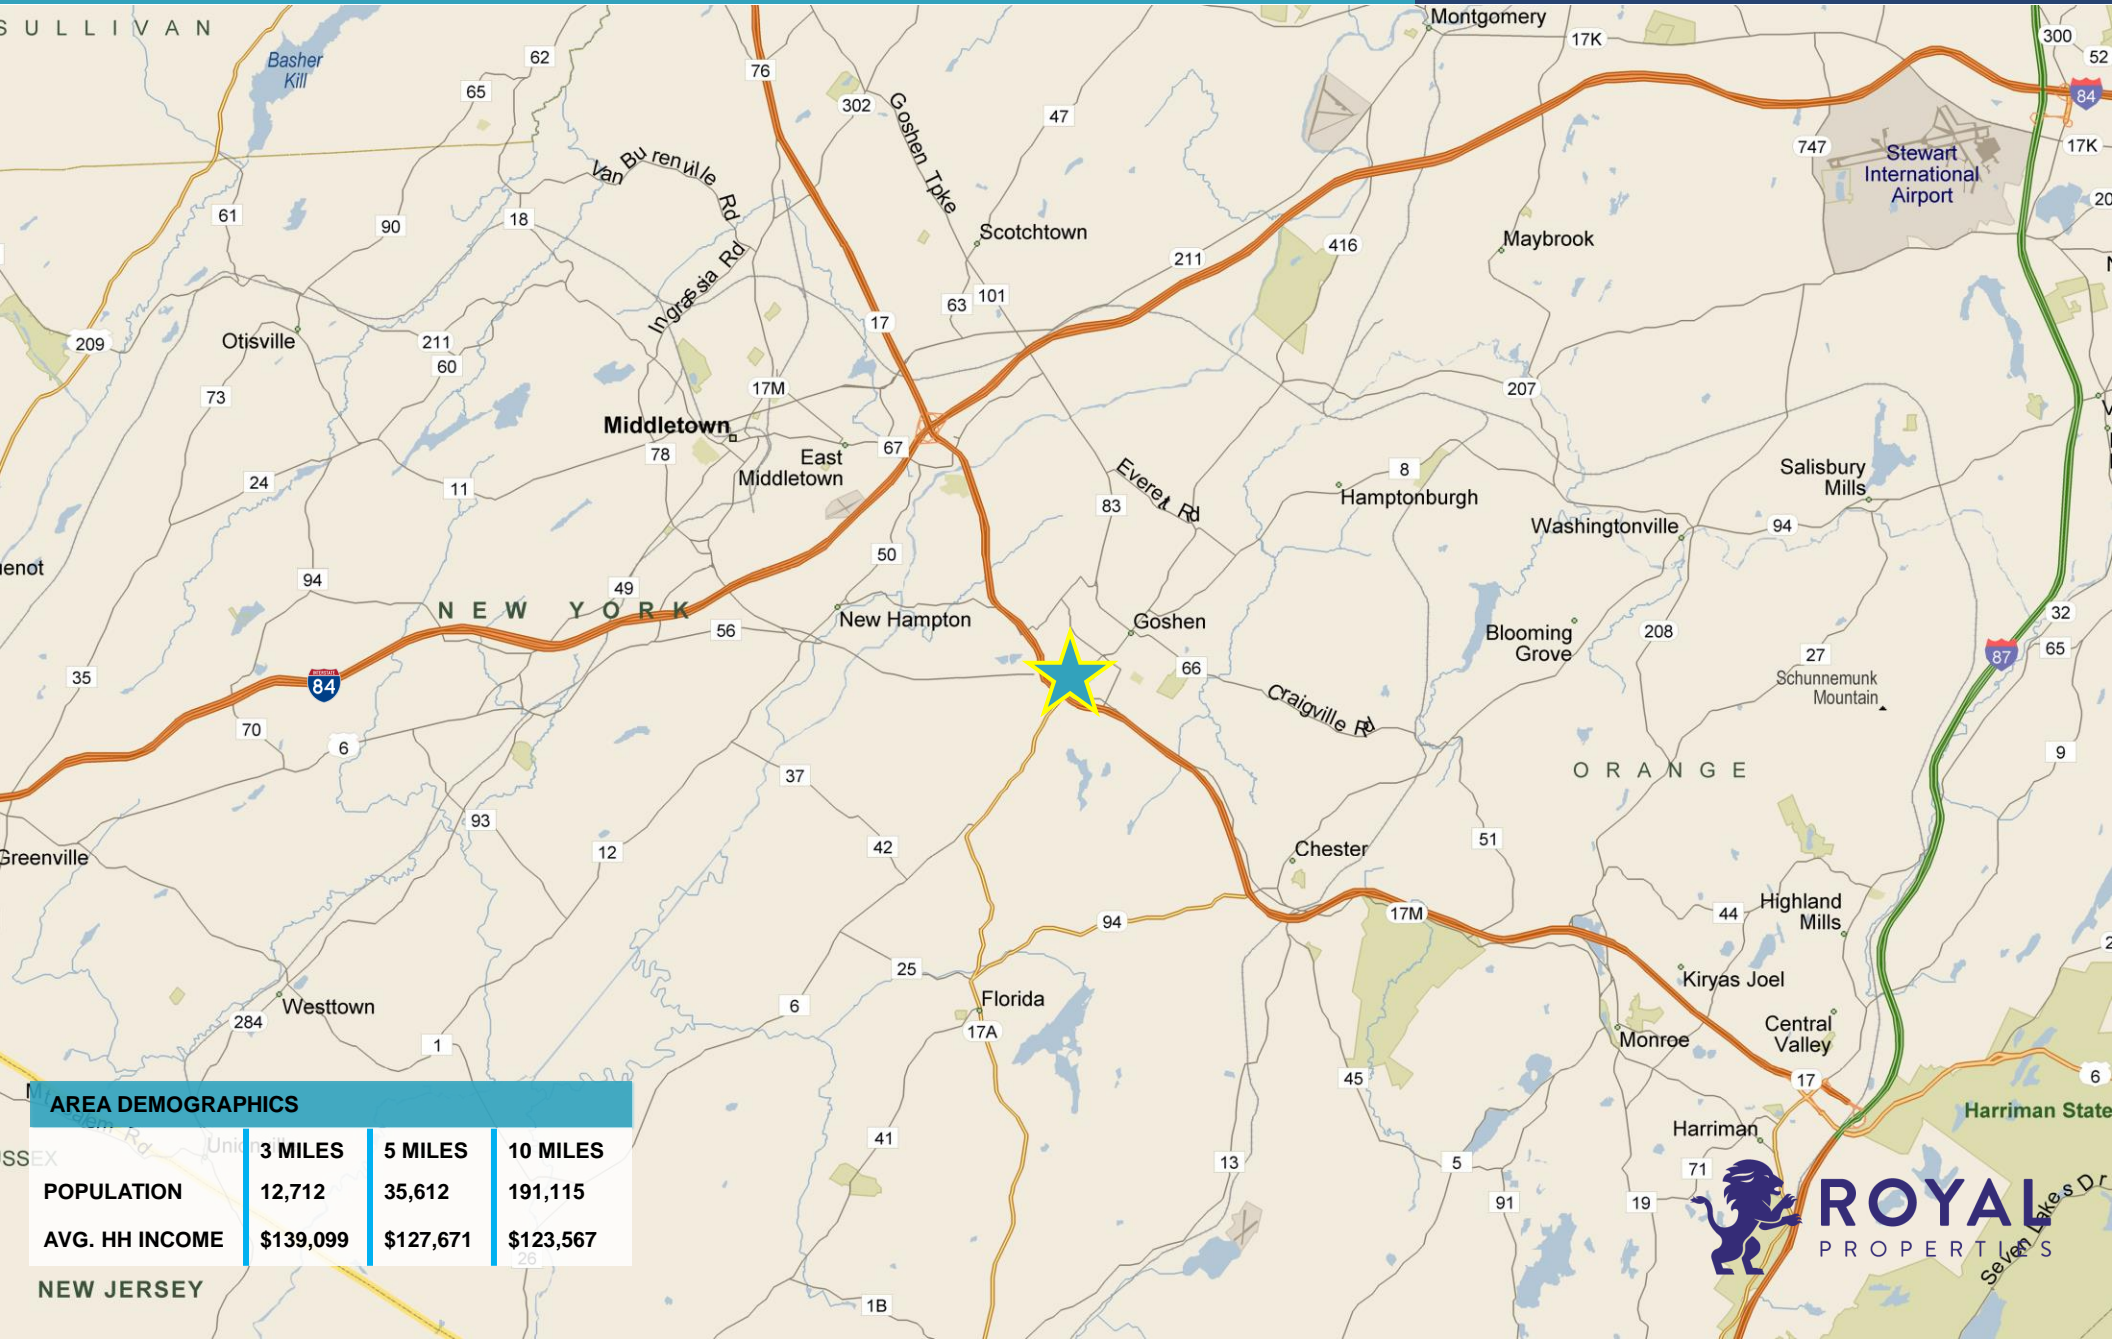 SULLIVAN
Basher
Kill
62
65
76
302
Goshen Tpke
47
Montgomery
17K
300
52
84
17K
747
Stewart
International
Airport
20
Van Burenville Rd
61
90
18
Scotchtown
Ingrassia Rd
211
416
Maybrook
63
101
17
209
Otisville
211
60
73
17M
207
Middletown
78
East
Middletown
67
24
11
Everett Rd
83
8
Hamptonburgh
Salisbury
Mills
Washingtonville
94
50
94
49
NEW YORK
56
New Hampton
Goshen
66
Craigville Rd
Blooming
Grove
208
32
65
87
27
Schunnemunk
Mountain
35
84
70
6
37
ORANGE
9
93
12
42
Greenville
Chester
51
17M
94
44
Highland
Mills
25
Kiryas Joel
Westtown
284
6
Florida
17A
1
Central
Valley
Monroe
45
17
6
Harriman State
Harriman
41
13
5
71
91
19
Seven Lakes Dr
1B
26
AREA DEMOGRAPHICS
3 MILES 5 MILES 10 MILES
POPULATION 12,712 35,612 191,115
AVG. HH INCOME $139,099 $127,671 $123,567
NEW JERSEY
ROYAL
PROPERTIES